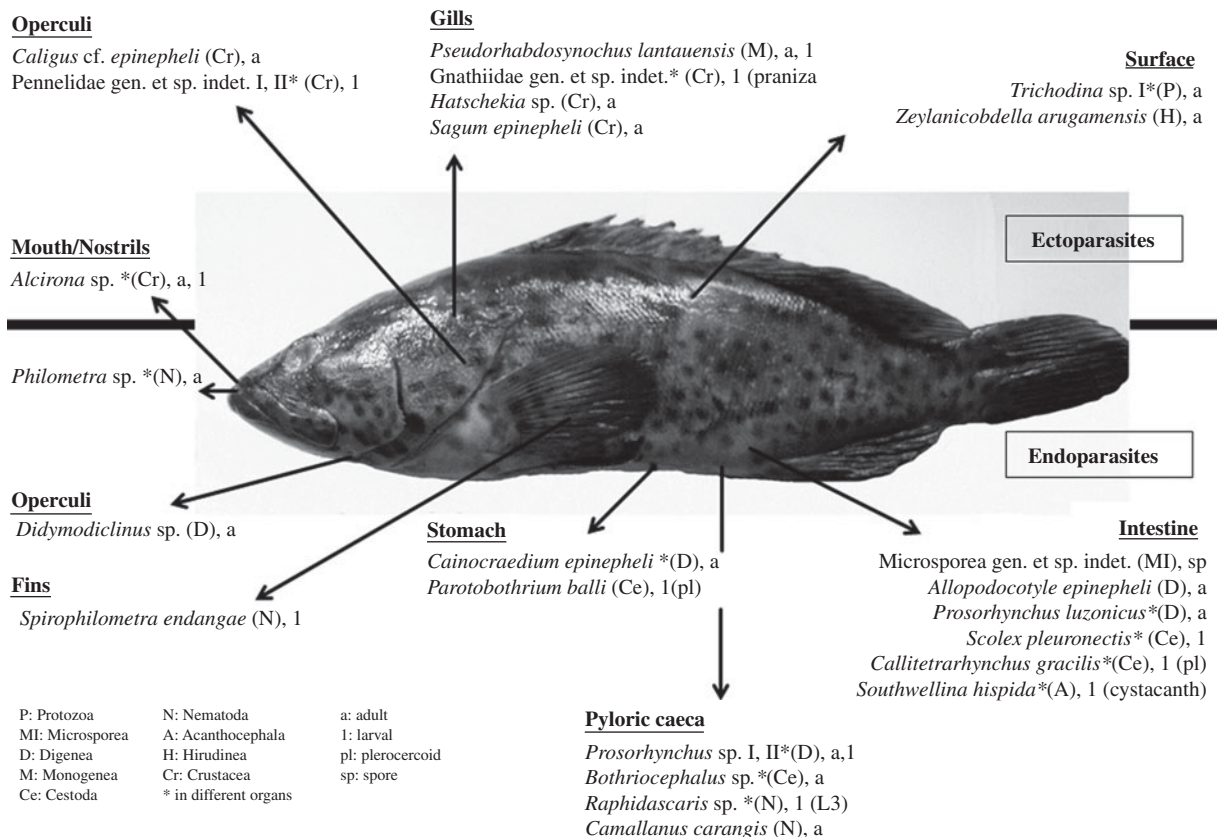 Operculi
Caligus cf. epinepheli (Cr), a
Pennelidae gen. et sp. indet. I, II* (Cr), 1
Gills
Pseudorhabdosynochus lantauensis (M), a, 1
Gnathiidae gen. et sp. indet.* (Cr), 1 (praniza
Hatschekia sp. (Cr), a
Sagum epinepheli (Cr), a
Surface
Trichodina sp. I*(P), a
Zeylanicobdella arugamensis (H), a
Mouth/Nostrils
Alcirona sp. *(Cr), a, 1
Philometra sp. *(N), a
Ectoparasites
Endoparasites
Operculi
Didymodiclinus sp. (D), a
Fins
Spirophilometra endangae (N), 1
Stomach
Cainocraedium epinepheli *(D), a
Parotobothrium balli (Ce), 1(pl)
Intestine
Microsporea gen. et sp. indet. (MI), sp
Allopodocotyle epinepheli (D), a
Prosorhynchus luzonicus*(D), a
Scolex pleuronectis* (Ce), 1
Callitetrarhynchus gracilis*(Ce), 1 (pl)
Southwellina hispida*(A), 1 (cystacanth)
Pyloric caeca
Prosorhynchus sp. I, II*(D), a,1
Bothriocephalus sp.*(Ce), a
Raphidascaris sp. *(N), 1 (L3)
Camallanus carangis (N), a
P: Protozoa
MI: Microsporea
D: Digenea
M: Monogenea
Ce: Cestoda
N: Nematoda
A: Acanthocephala
H: Hirudinea
Cr: Crustacea
* in different organs
a: adult
1: larval
pl: plerocercoid
sp: spore